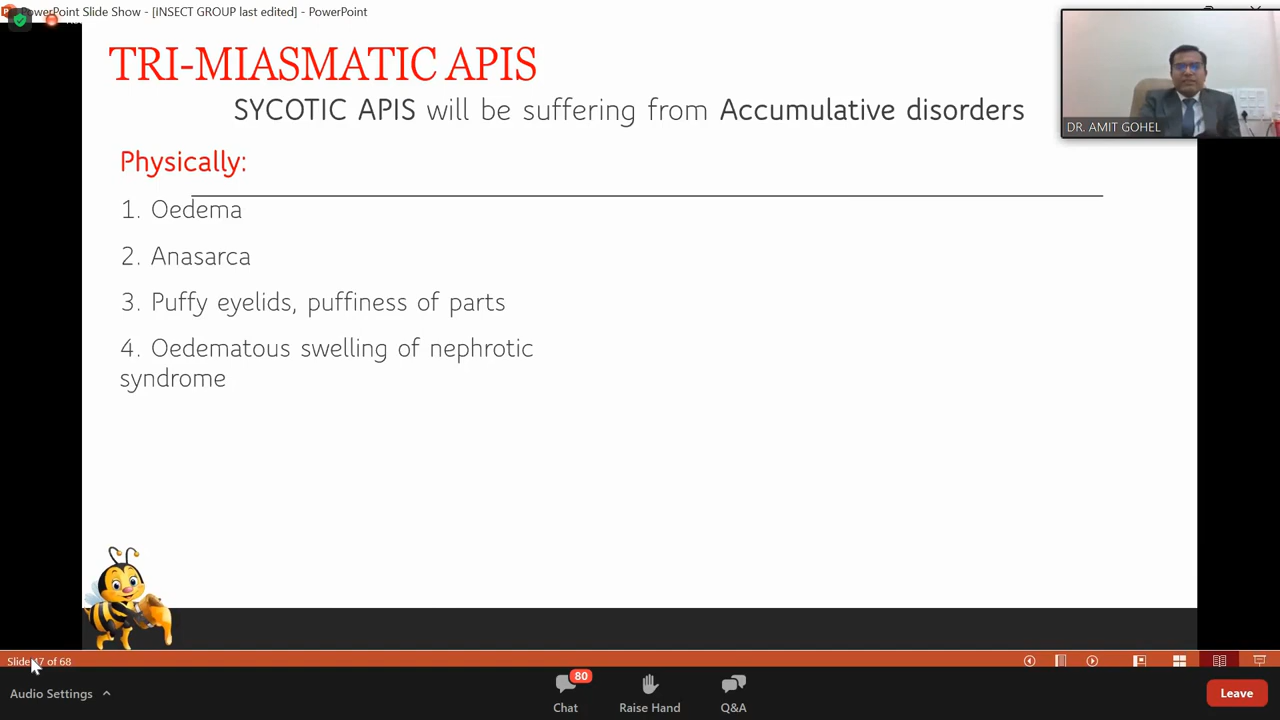 PowerPoint Slide Show - [INSECT GROUP last edited] - PowerPoint
TRI-MIASMATIC APIS
SYCOTIC APIS will be suffering from Accumulative disorders
DR. AMIT GOHEL
Physically:
1. Oedema
2. Anasarca
3. Puffy eyelids, puffiness of parts
4. Oedematous swelling of nephrotic
syndrome
Slide 47 of 68
Audio Settings
80
Chat
Raise Hand
Q&A
Leave